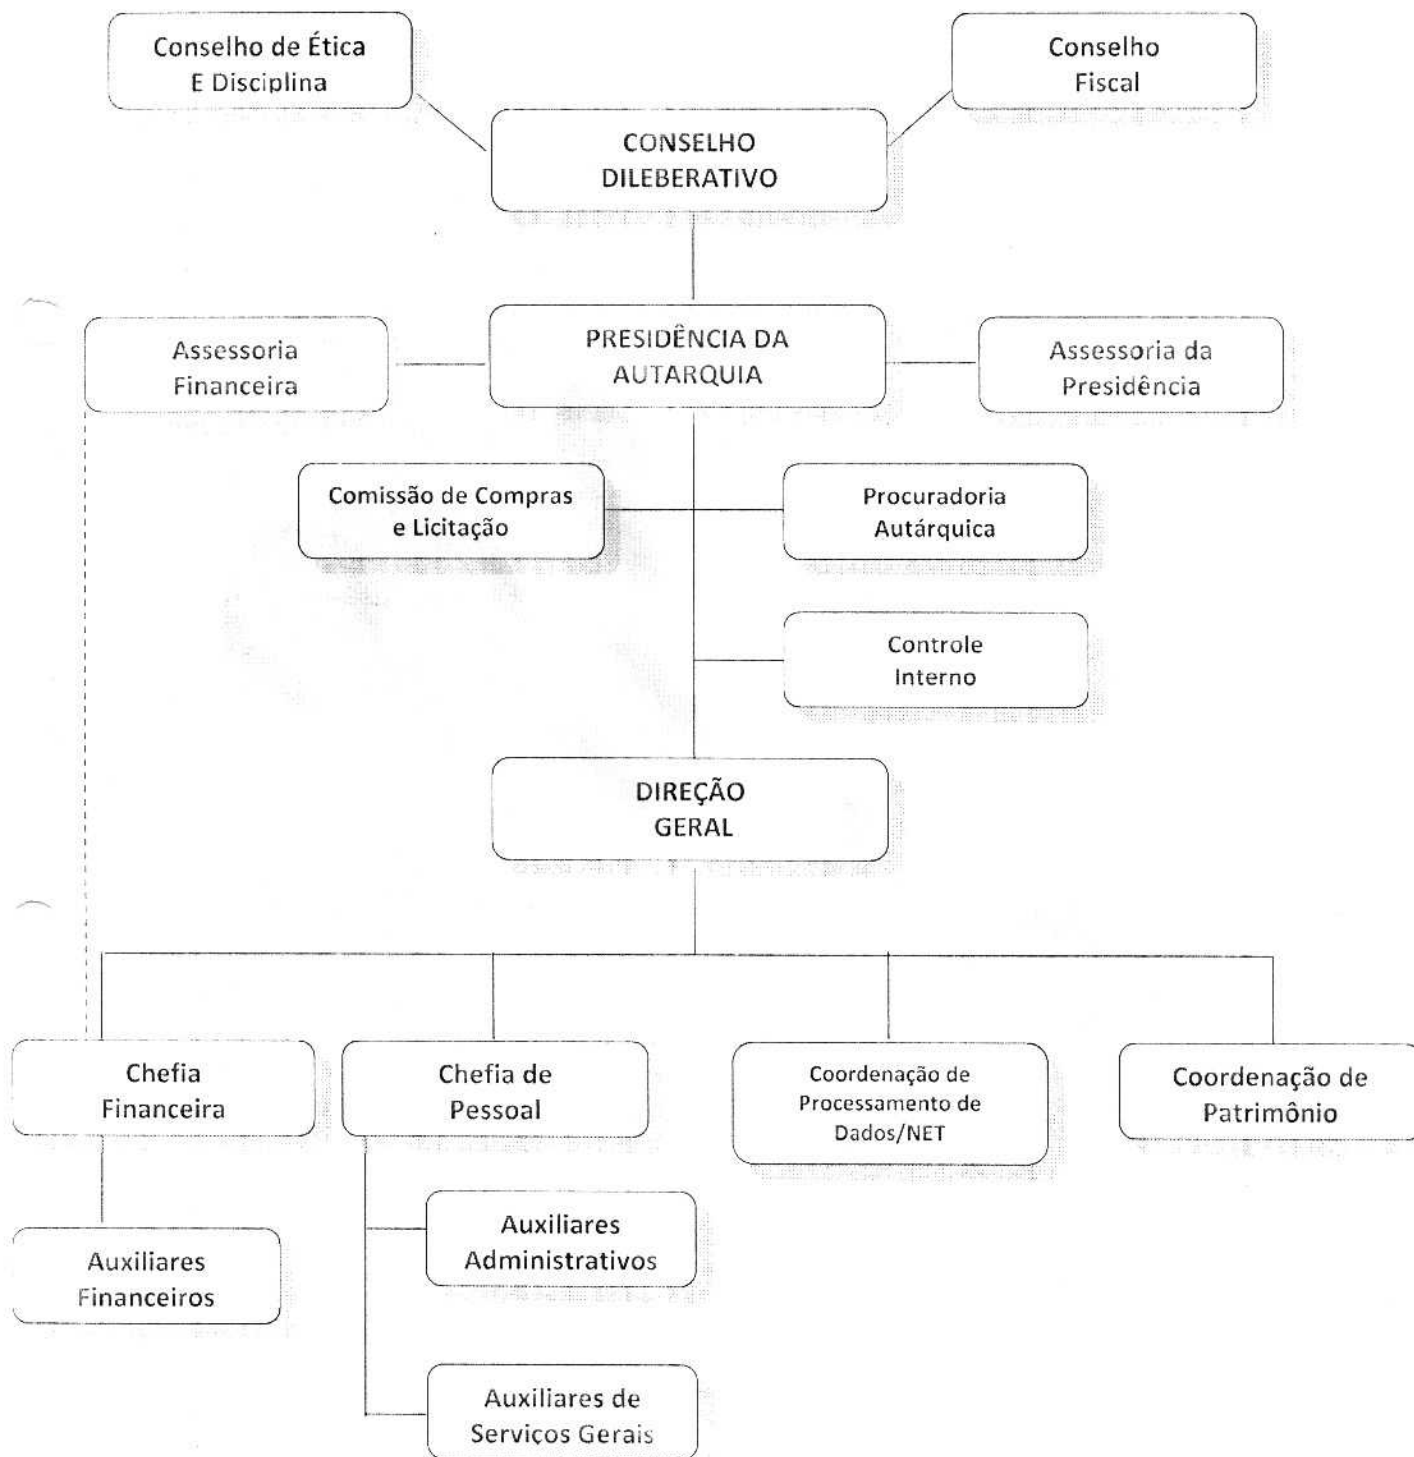 Conselho de Ética
E Disciplina
Conselho
Fiscal
CONSELHO
DILEBERATIVO
Assessoria
Financeira
PRESIDÊNCIA DA
AUTARQUIA
Assessoria da
Presidência
Comissão de Compras
e Licitação
Procuradoria
Autárquica
Controle
Interno
DIREÇÃO
GERAL
Chefia
Financeira
Chefia de
Pessoal
Coordenação de
Processamento de
Dados/NET
Coordenação de
Patrimônio
Auxiliares
Administrativos
Auxiliares
Financeiros
Auxiliares de
Serviços Gerais